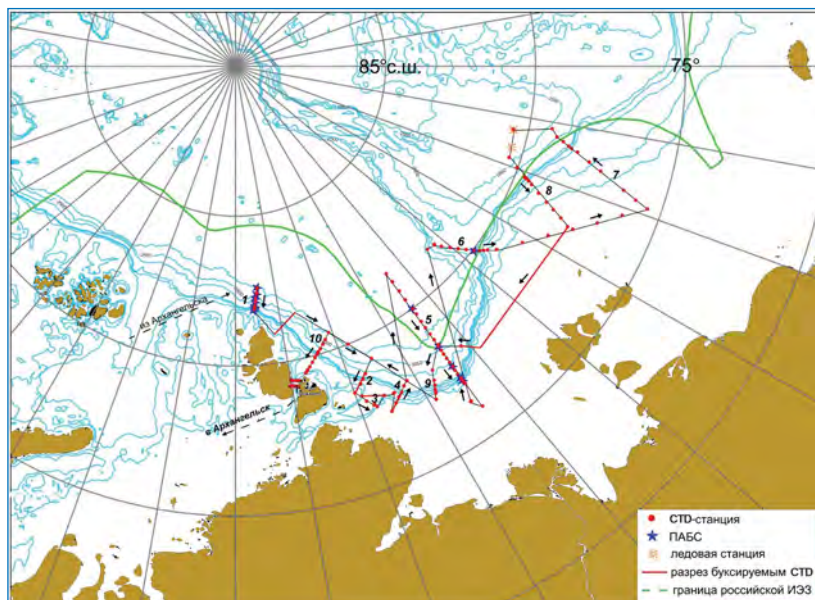 85°с.ш.
75°
7
8
6
1
из Архангельска
5
10
2
4
9
3
в Архангельск
CTD-станция
ПАБС
ледовая станция
разрез буксируемым CTD
граница российской ИЭЗ